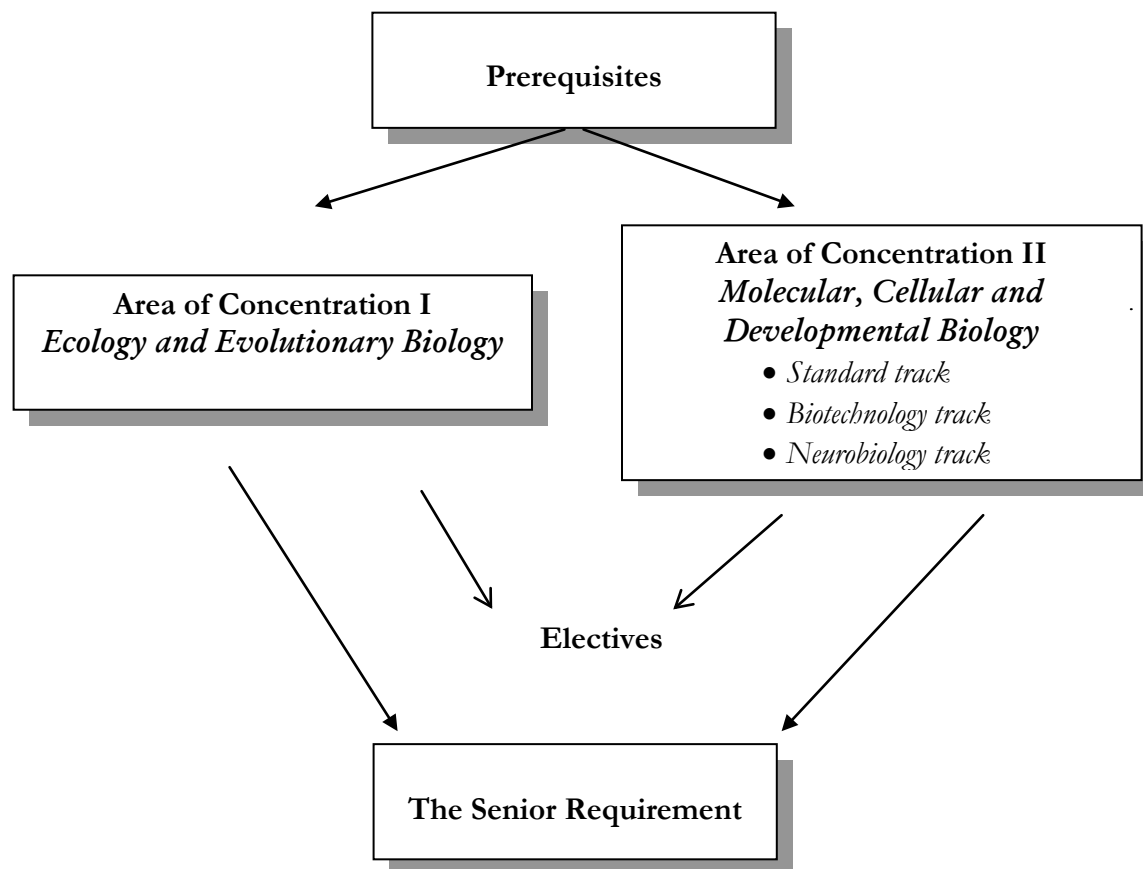 Prerequisites
Area of Concentration I
Ecology and Evolutionary Biology
Area of Concentration II
Molecular, Cellular and
Developmental Biology
• Standard track
• Biotechnology track
• Neurobiology track
.
Electives
The Senior Requirement